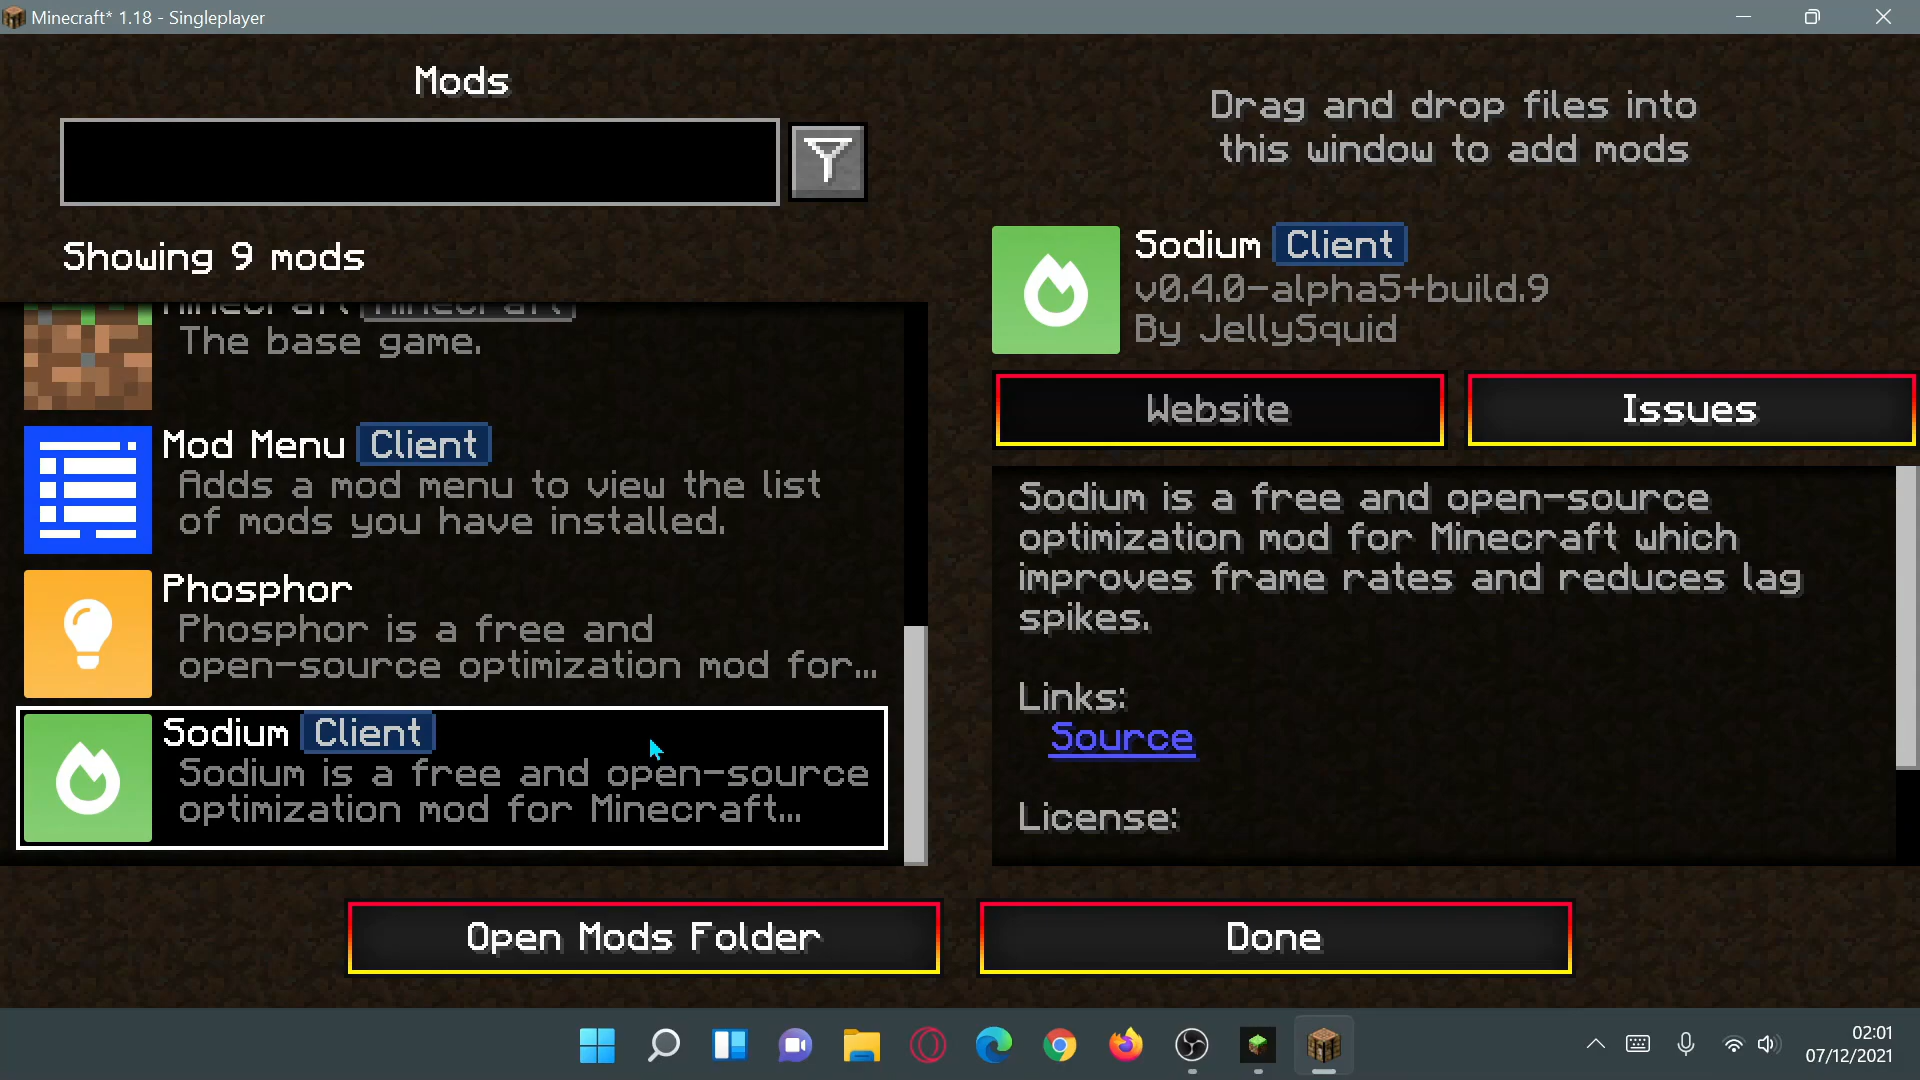 Minecraft* 1.18 - Singleplayer
Mods
Drag and drop files into
this window to add mods
Showing 9 mods
Minecraft Minecraft
The base game.
Mod Menu Client
Adds a mod menu to view the list
of mods you have installed.
Phosphor
Phosphor is a free and
open-source optimization mod for...
Sodium Client
Sodium is a free and open-source
optimization mod for Minecraft...
Sodium Client
v0.4.0-alpha5+build.9
By JellySquid
Website
Issues
Sodium is a free and open-source
optimization mod for Minecraft which
improves frame rates and reduces lag
spikes.
Links:
Source
License:
Open Mods Folder
Done
02:01
07/12/2021